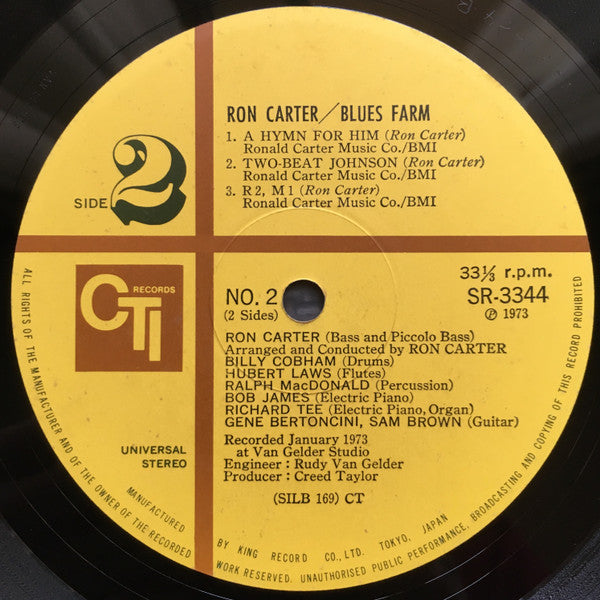 RON CARTER/BLUES FARM
1. A HYMN FOR HIM (Ron Carter)
Ronald Carter Music Co./BMI
2. TWO-BEAT JOHNSON (Ron Carter)
Ronald Carter Music Co./BMI
3. R2, M1 (Ron Carter)
Ronald Carter Music Co./BMI
SIDE 2
CTI RECORDS
NO. 2
(2 Sides)
33⅓ r.p.m.
SR-3344
℗ 1973
RON CARTER (Bass and Piccolo Bass)
Arranged and Conducted by RON CARTER
BILLY COBHAM (Drums)
HUBERT LAWS (Flutes)
RALPH MacDONALD (Percussion)
BOB JAMES (Electric Piano)
RICHARD TEE (Electric Piano, Organ)
GENE BERTONCINI, SAM BROWN (Guitar)
Recorded January 1973
at Van Gelder Studio
Engineer : Rudy Van Gelder
Producer : Creed Taylor
(SILB 169) CT
UNIVERSAL
STEREO
MANUFACTURED BY KING RECORD CO., LTD. TOKYO, JAPAN
ALL RIGHTS OF THE MANUFACTURER AND OF THE OWNER OF THE RECORDED WORK RESERVED. UNAUTHORISED PUBLIC PERFORMANCE, BROADCASTING AND COPYING OF THIS RECORD PROHIBITED